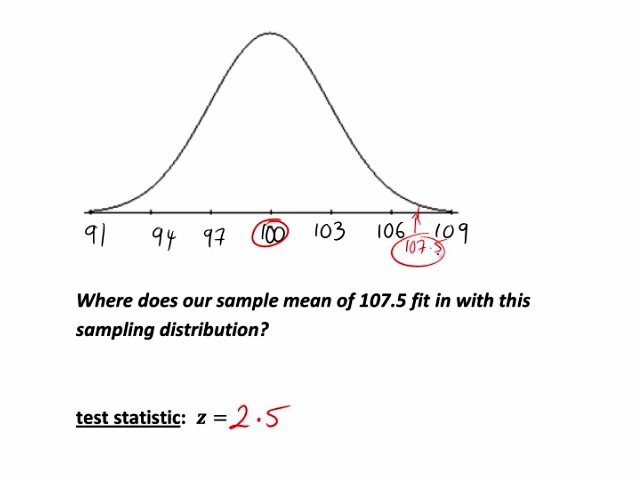 91 94 97 100 103 106 109
107.5
Where does our sample mean of 107.5 fit in with this
sampling distribution?
test statistic: z = 2.5